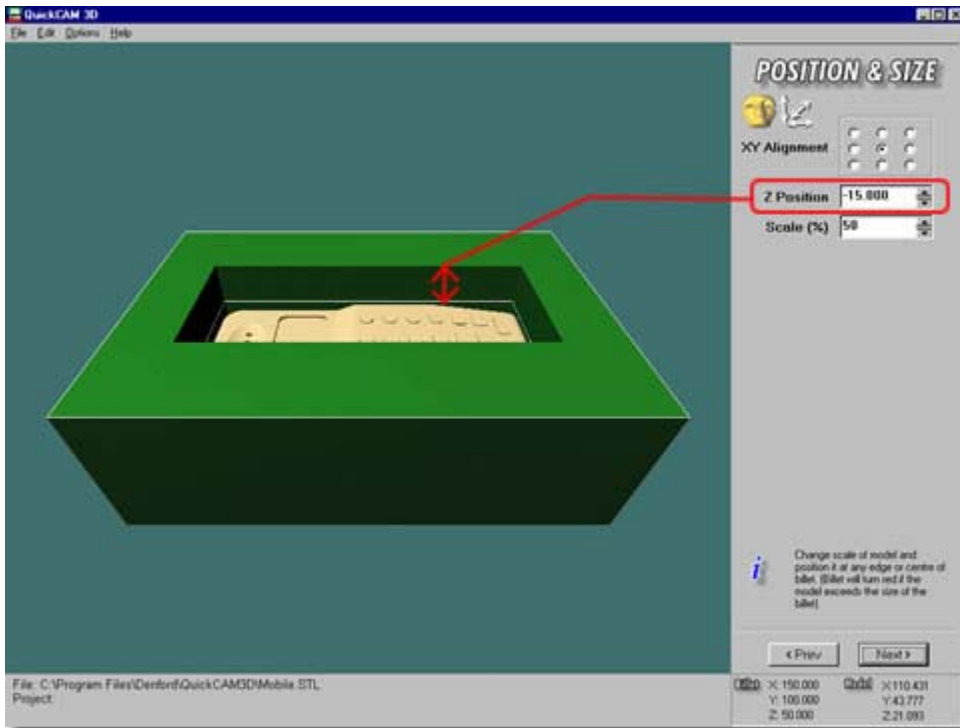 QuickCAM 3D
File Edit Options Help
POSITION & SIZE
XY Alignment
Z Position -15.000
Scale (%) 50
Change scale of model and
position it at any edge or centre of
billet. (Billet will turn red if the
model exceeds the size of the
billet)
< Prev Next >
File: C:\Program Files\Denford\QuickCAM3D\Mobile.STL
Project:
Billet X: 150.000 Model X:110.431
Y: 100.000 Y:43.777
Z: 50.000 Z:21.093